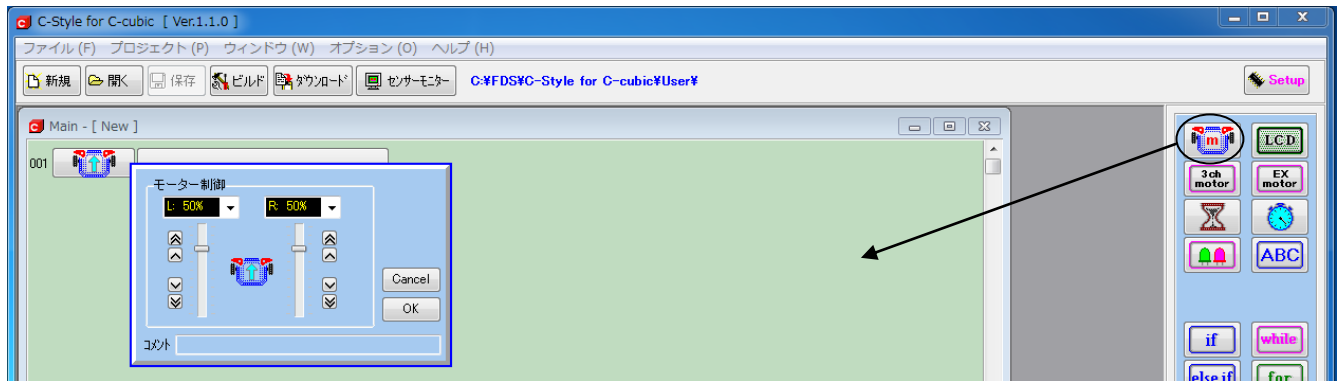 C-Style for C-cubic [ Ver.1.1.0 ]
ファイル (F) プロジェクト (P) ウィンドウ (W) オプション (O) ヘルプ (H)
新規 開く 保存 ビルド ダウンロード センサーモニター C:¥FDS¥C-Style for C-cubic¥User¥ Setup
Main - [ New ]
001
モーター制御
L: 50% R: 50%
Cancel
OK
コメント
m LCD
3ch motor EX motor
ABC
if while
else if for